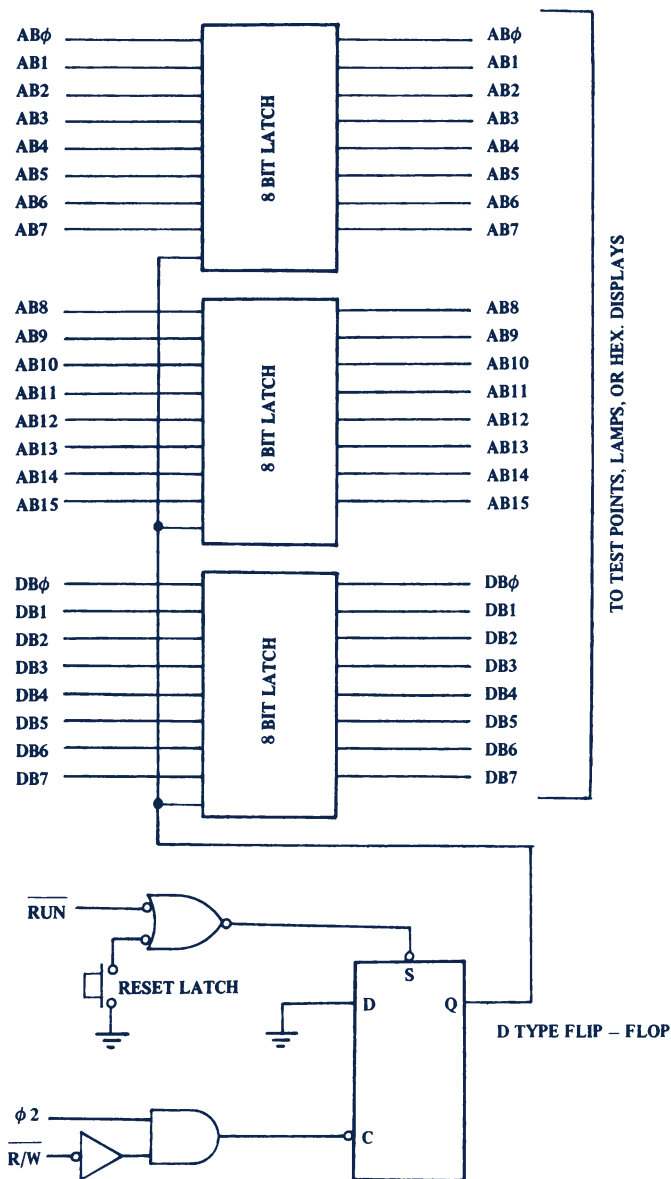 ABϕ ABϕ
AB1 AB1
AB2 AB2
AB3 AB3
AB4 AB4
AB5 AB5
AB6 AB6
AB7 AB7
8 BIT LATCH
AB8 AB8
AB9 AB9
AB10 AB10
AB11 AB11
AB12 AB12
AB13 AB13
AB14 AB14
AB15 AB15
8 BIT LATCH
DBϕ DBϕ
DB1 DB1
DB2 DB2
DB3 DB3
DB4 DB4
DB5 DB5
DB6 DB6
DB7 DB7
8 BIT LATCH
TO TEST POINTS, LAMPS, OR HEX. DISPLAYS
R̅U̅N̅
RESET LATCH
S
D Q
D TYPE FLIP – FLOP
ϕ 2
C
R̅/̅W̅